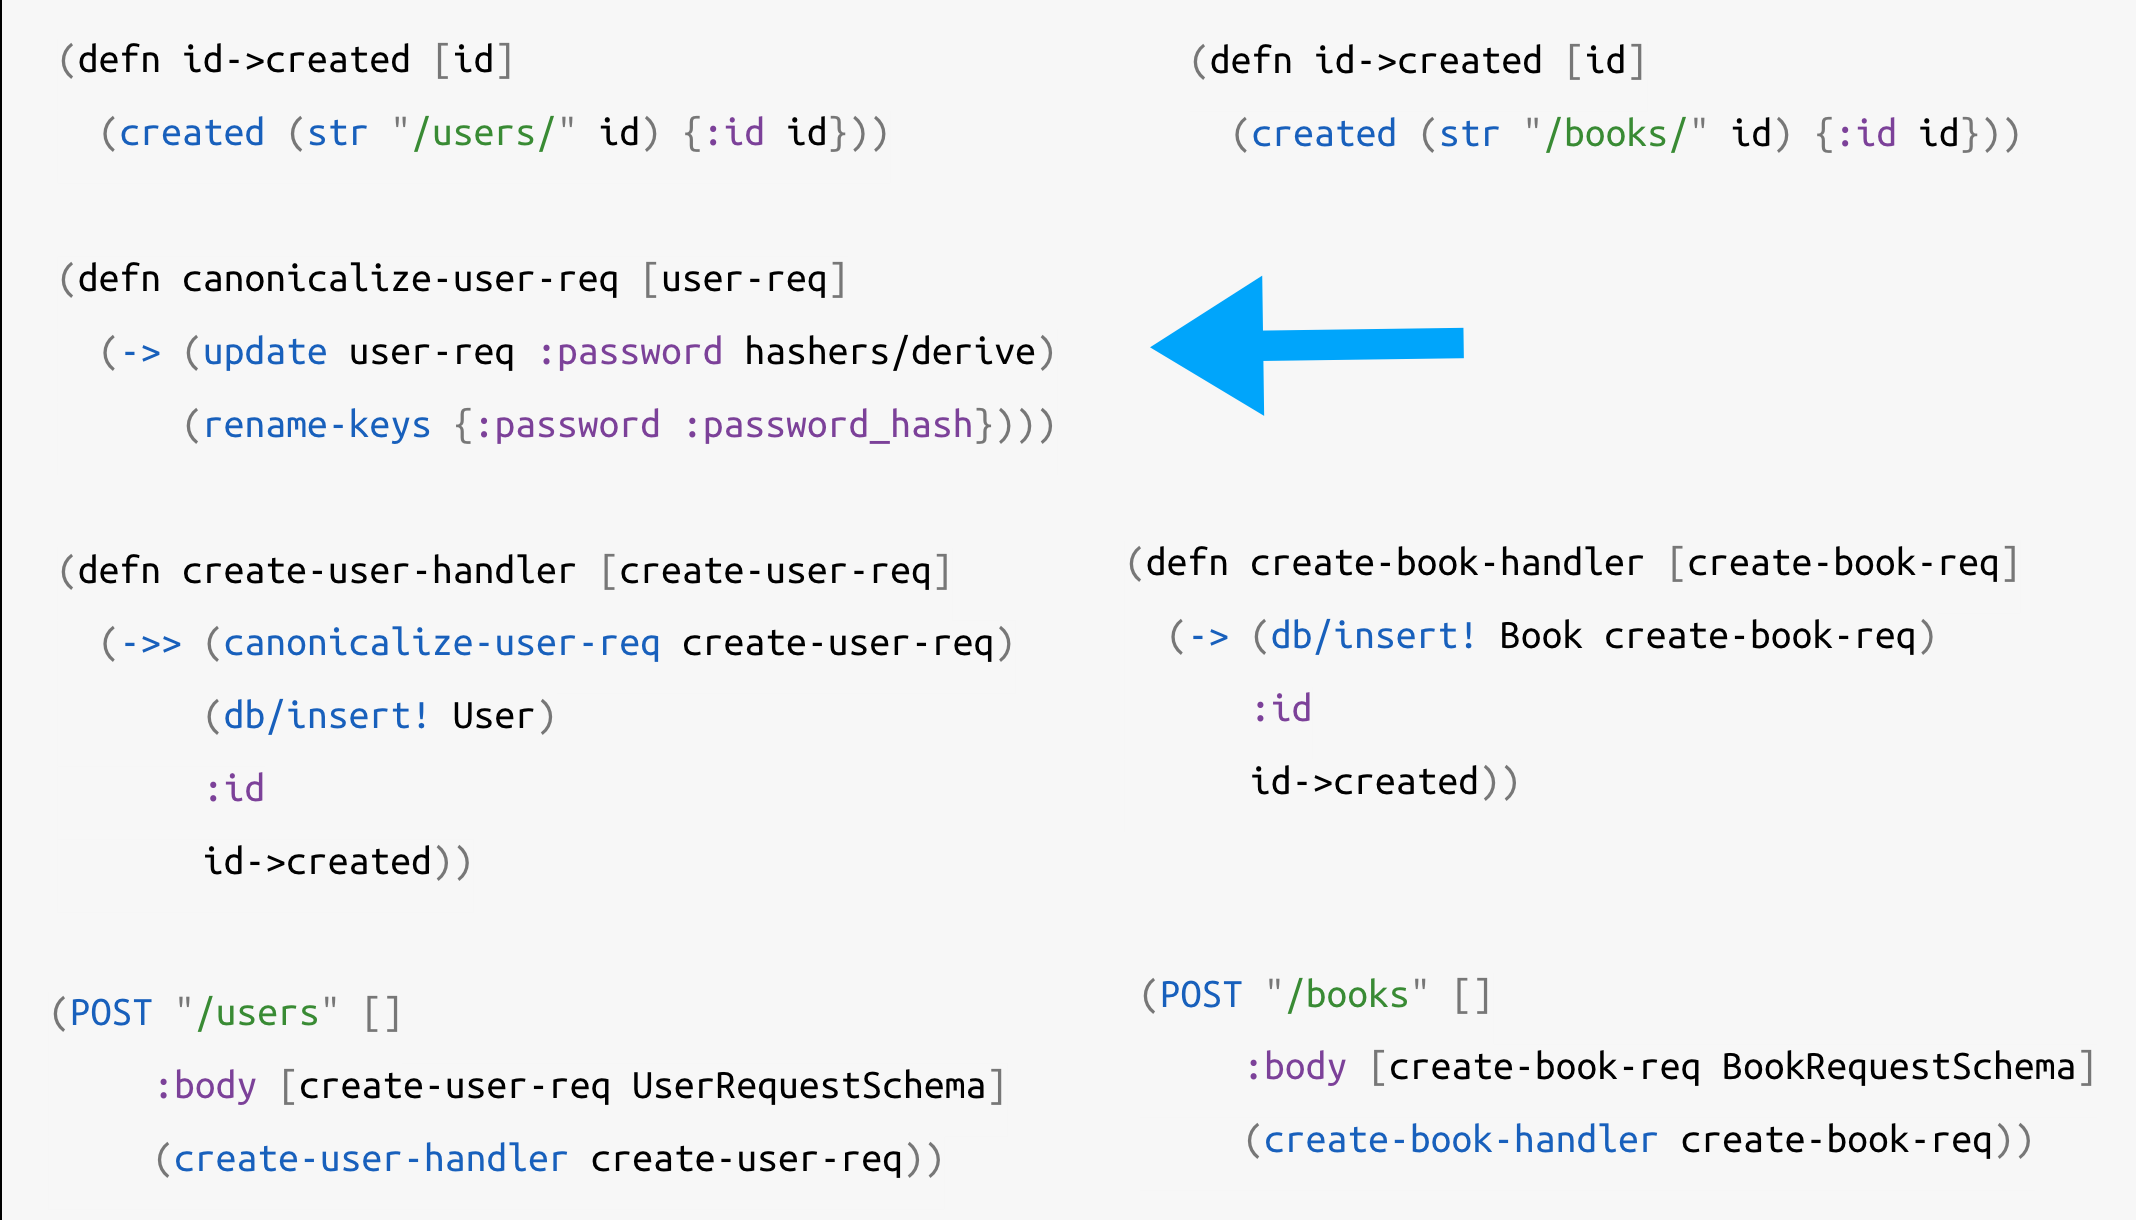 (defn id->created [id]
  (created (str "/users/" id) {:id id}))
(defn canonicalize-user-req [user-req]
  (-> (update user-req :password hashers/derive)
      (rename-keys {:password :password_hash})))
(defn create-user-handler [create-user-req]
  (->> (canonicalize-user-req create-user-req)
       (db/insert! User)
       :id
       id->created))
(POST "/users" []
     :body [create-user-req UserRequestSchema]
     (create-user-handler create-user-req))
(defn id->created [id]
  (created (str "/books/" id) {:id id}))
(defn create-book-handler [create-book-req]
  (-> (db/insert! Book create-book-req)
      :id
      id->created))
(POST "/books" []
     :body [create-book-req BookRequestSchema]
     (create-book-handler create-book-req))